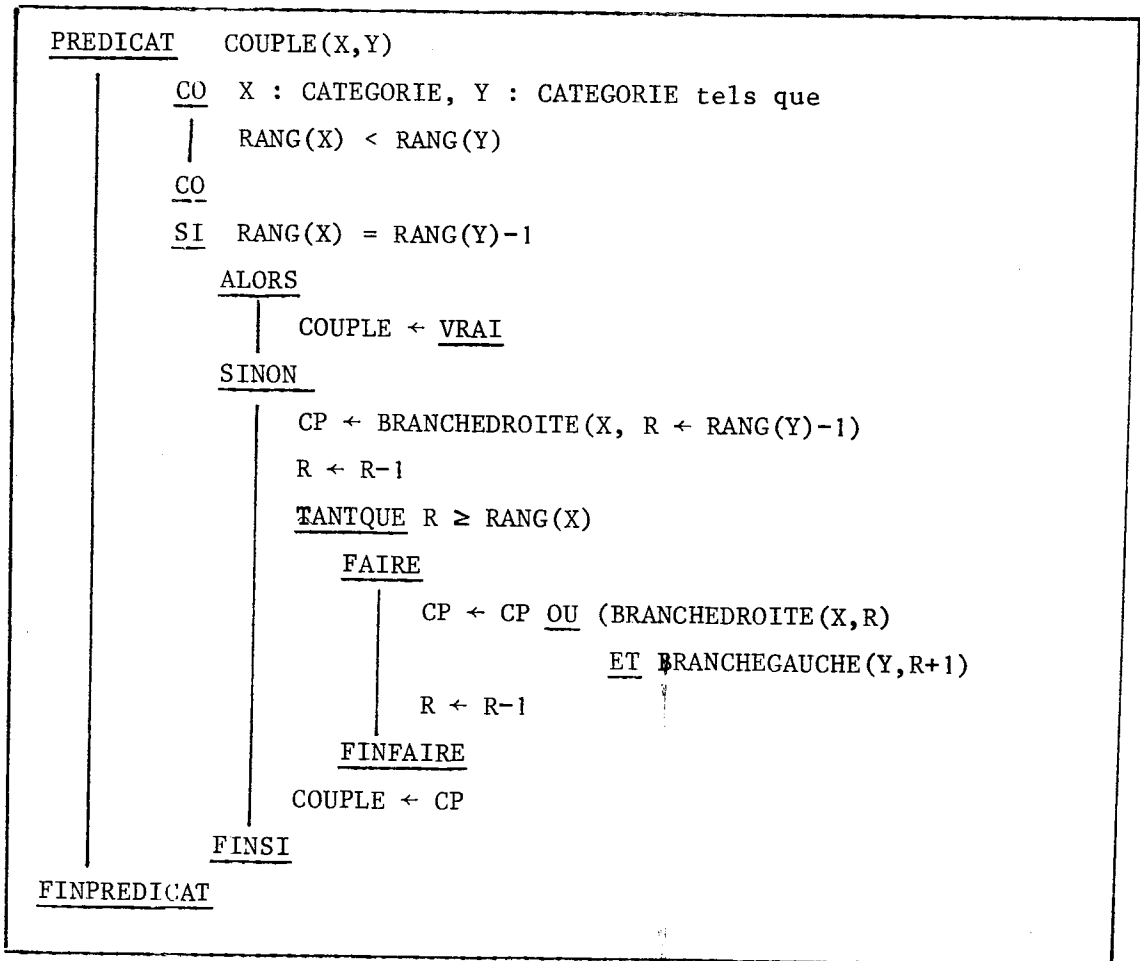 PREDICAT COUPLE(X,Y)
CO X : CATEGORIE, Y : CATEGORIE tels que
RANG(X) < RANG(Y)
CO
SI RANG(X) = RANG(Y)-1
ALORS
COUPLE ← VRAI
SINON
CP ← BRANCHEDROITE(X, R ← RANG(Y)-1)
R ← R-1
TANTQUE R ≥ RANG(X)
FAIRE
CP ← CP OU (BRANCHEDROITE(X,R)
ET BRANCHEGAUCHE(Y,R+1)
R ← R-1
FINFAIRE
COUPLE ← CP
FINSI
FINPREDICAT